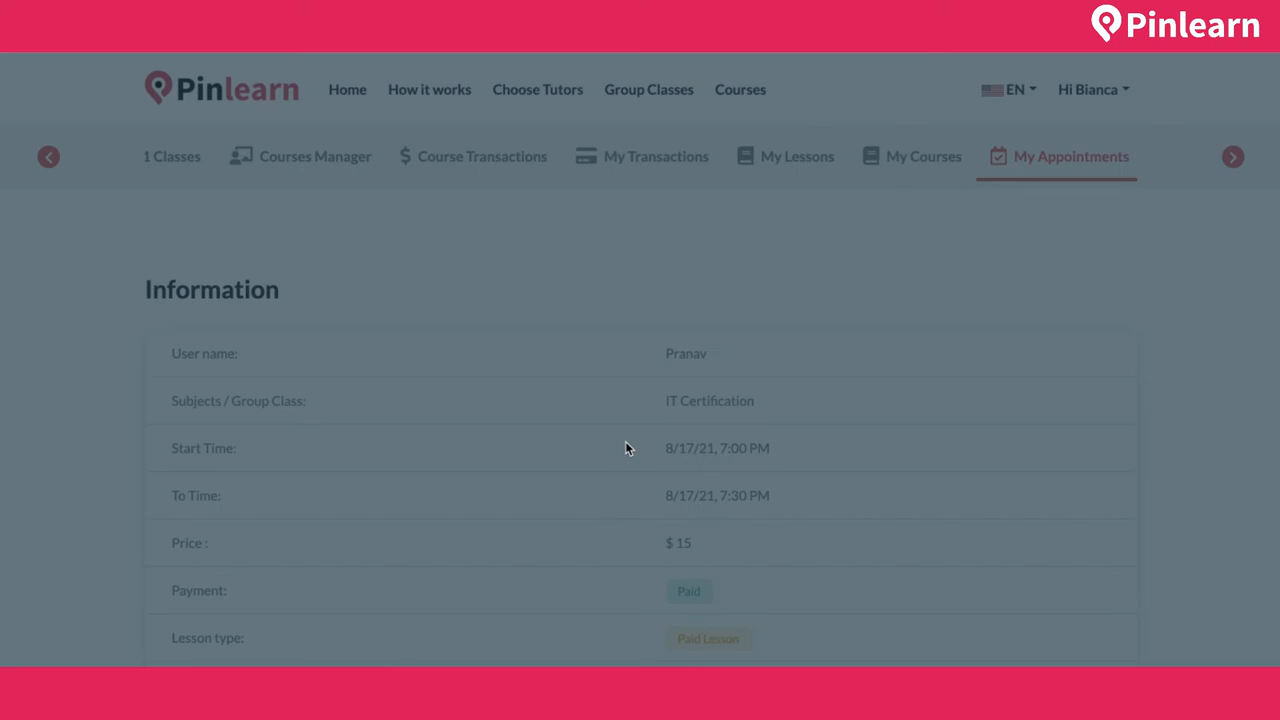 Pinlearn
Pinlearn Home How it works Choose Tutors Group Classes Courses EN Hi Bianca
1 Classes Courses Manager $ Course Transactions My Transactions My Lessons My Courses My Appointments
Information
User name: Pranav
Subjects / Group Class: IT Certification
Start Time: 8/17/21, 7:00 PM
To Time: 8/17/21, 7:30 PM
Price : $ 15
Payment: Paid
Lesson type: Paid Lesson